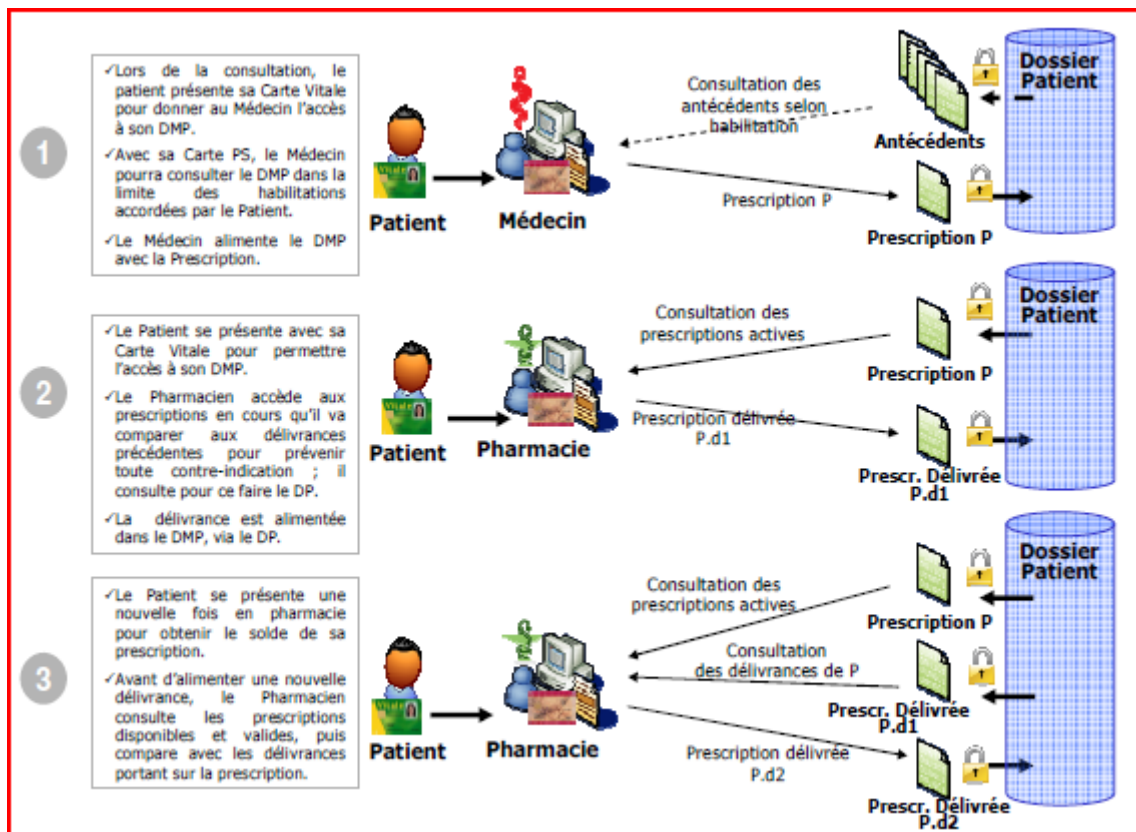 1
✓Lors de la consultation, le
patient présente sa Carte Vitale
pour donner au Médecin l'accès
à son DMP.
✓Avec sa Carte PS, le Médecin
pourra consulter le DMP dans la
limite des habilitations
accordées par le Patient.
✓Le Médecin alimente le DMP
avec la Prescription.
Vitale
Patient
Médecin
Consultation des
antécédents selon
habilitation
Prescription P
Antécédents
Prescription P
Dossier
Patient
2
✓Le Patient se présente avec sa
Carte Vitale pour permettre
l'accès à son DMP.
✓Le Pharmacien accède aux
prescriptions en cours qu'il va
comparer aux délivrances
précédentes pour prévenir
toute contre-indication ; il
consulte pour ce faire le DP.
✓La délivrance est alimentée
dans le DMP, via le DP.
Vitale
Patient
Pharmacie
Consultation des
prescriptions actives
Prescription délivrée
P.d1
Prescription P
Prescr. Délivrée
P.d1
Dossier
Patient
3
✓Le Patient se présente une
nouvelle fois en pharmacie
pour obtenir le solde de sa
prescription.
✓Avant d'alimenter une nouvelle
délivrance, le Pharmacien
consulte les prescriptions
disponibles et valides, puis
compare avec les délivrances
portant sur la prescription.
Vitale
Patient
Pharmacie
Consultation des
prescriptions actives
Consultation
des délivrances de P
Prescription délivrée
P.d2
Prescription P
Prescr. Délivrée
P.d1
Prescr. Délivrée
P.d2
Dossier
Patient